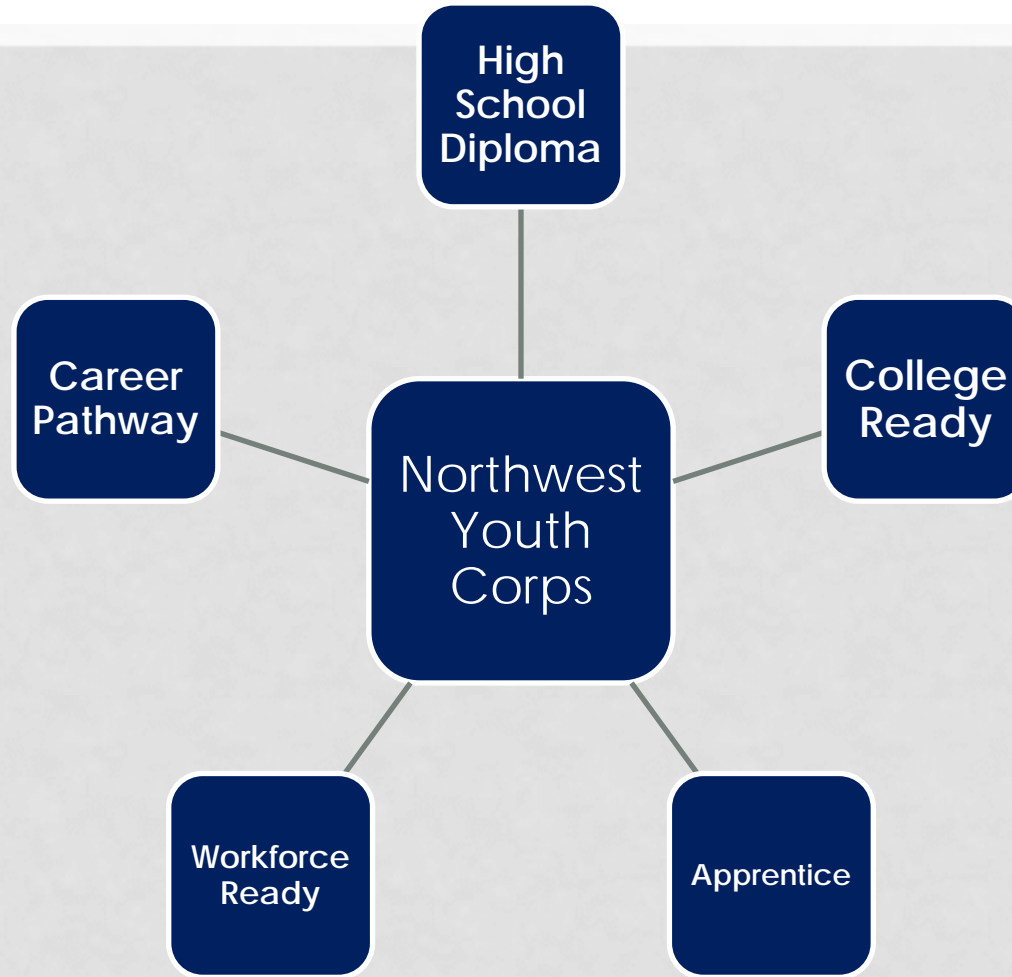 High
School
Diploma
Career
Pathway
College
Ready
Northwest
Youth
Corps
Workforce
Ready
Apprentice